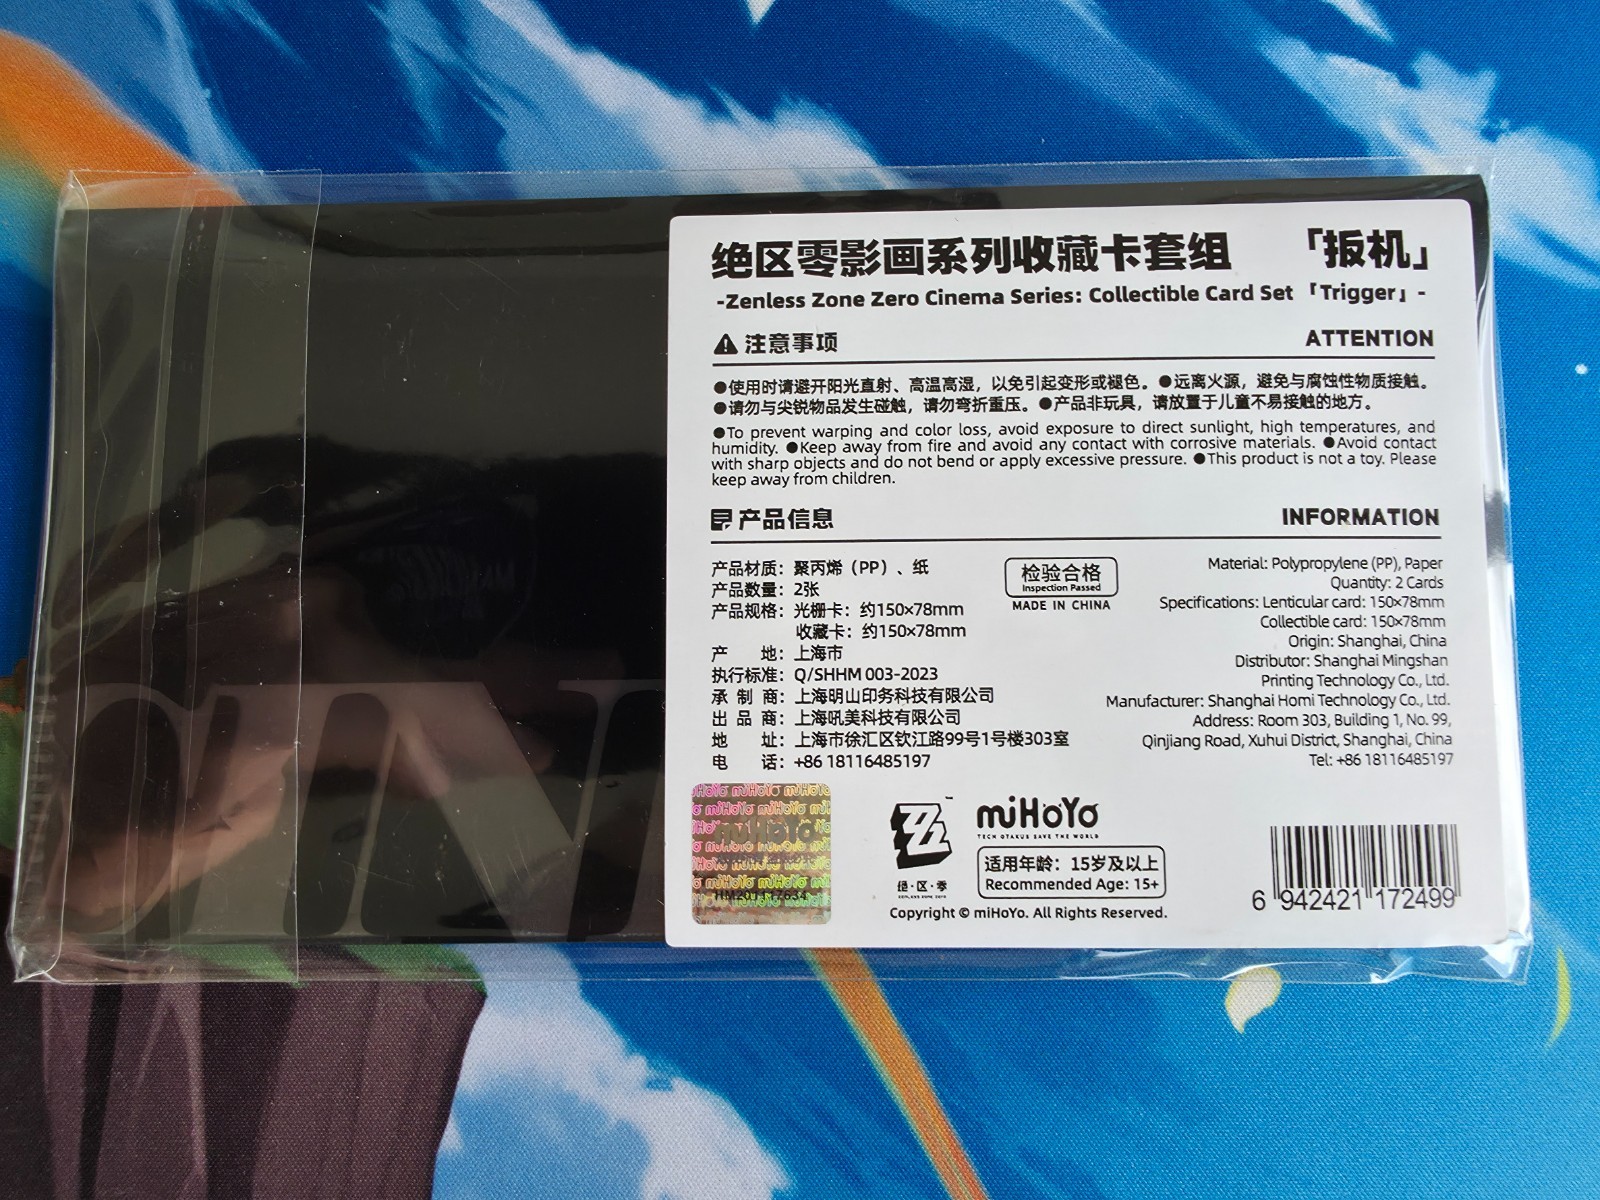 绝区零影画系列收藏卡套组 「扳机」
-Zenless Zone Zero Cinema Series: Collectible Card Set 「Trigger」-
注意事项 ATTENTION
●使用时请避开阳光直射、高温高湿，以免引起变形或褪色。●远离火源，避免与腐蚀性物质接触。
●请勿与尖锐物品发生碰触，请勿弯折重压。●产品非玩具，请放置于儿童不易接触的地方。
●To prevent warping and color loss, avoid exposure to direct sunlight, high temperatures, and
humidity. ●Keep away from fire and avoid any contact with corrosive materials. ●Avoid contact
with sharp objects and do not bend or apply excessive pressure. ●This product is not a toy. Please
keep away from children.
产品信息 INFORMATION
产品材质：聚丙烯（PP）、纸
产品数量：2张
产品规格：光栅卡：约150×78mm
收藏卡：约150×78mm
产 地：上海市
执行标准：Q/SHHM 003-2023
承 制 商：上海明山印务科技有限公司
出 品 商：上海吼美科技有限公司
地 址：上海市徐汇区钦江路99号1号楼303室
电 话：+86 18116485197
检验合格
Inspection Passed
MADE IN CHINA
Material: Polypropylene (PP), Paper
Quantity: 2 Cards
Specifications: Lenticular card: 150×78mm
Collectible card: 150×78mm
Origin: Shanghai, China
Distributor: Shanghai Mingshan
Printing Technology Co., Ltd.
Manufacturer: Shanghai Homi Technology Co., Ltd.
Address: Room 303, Building 1, No. 99,
Qinjiang Road, Xuhui District, Shanghai, China
Tel: +86 18116485197
miHoYo
绝·区·零
ZENLESS ZONE ZERO
miHoYo
TECH OTAKUS SAVE THE WORLD
适用年龄：15岁及以上
Recommended Age: 15+
Copyright © miHoYo. All Rights Reserved.
6 942421 172499